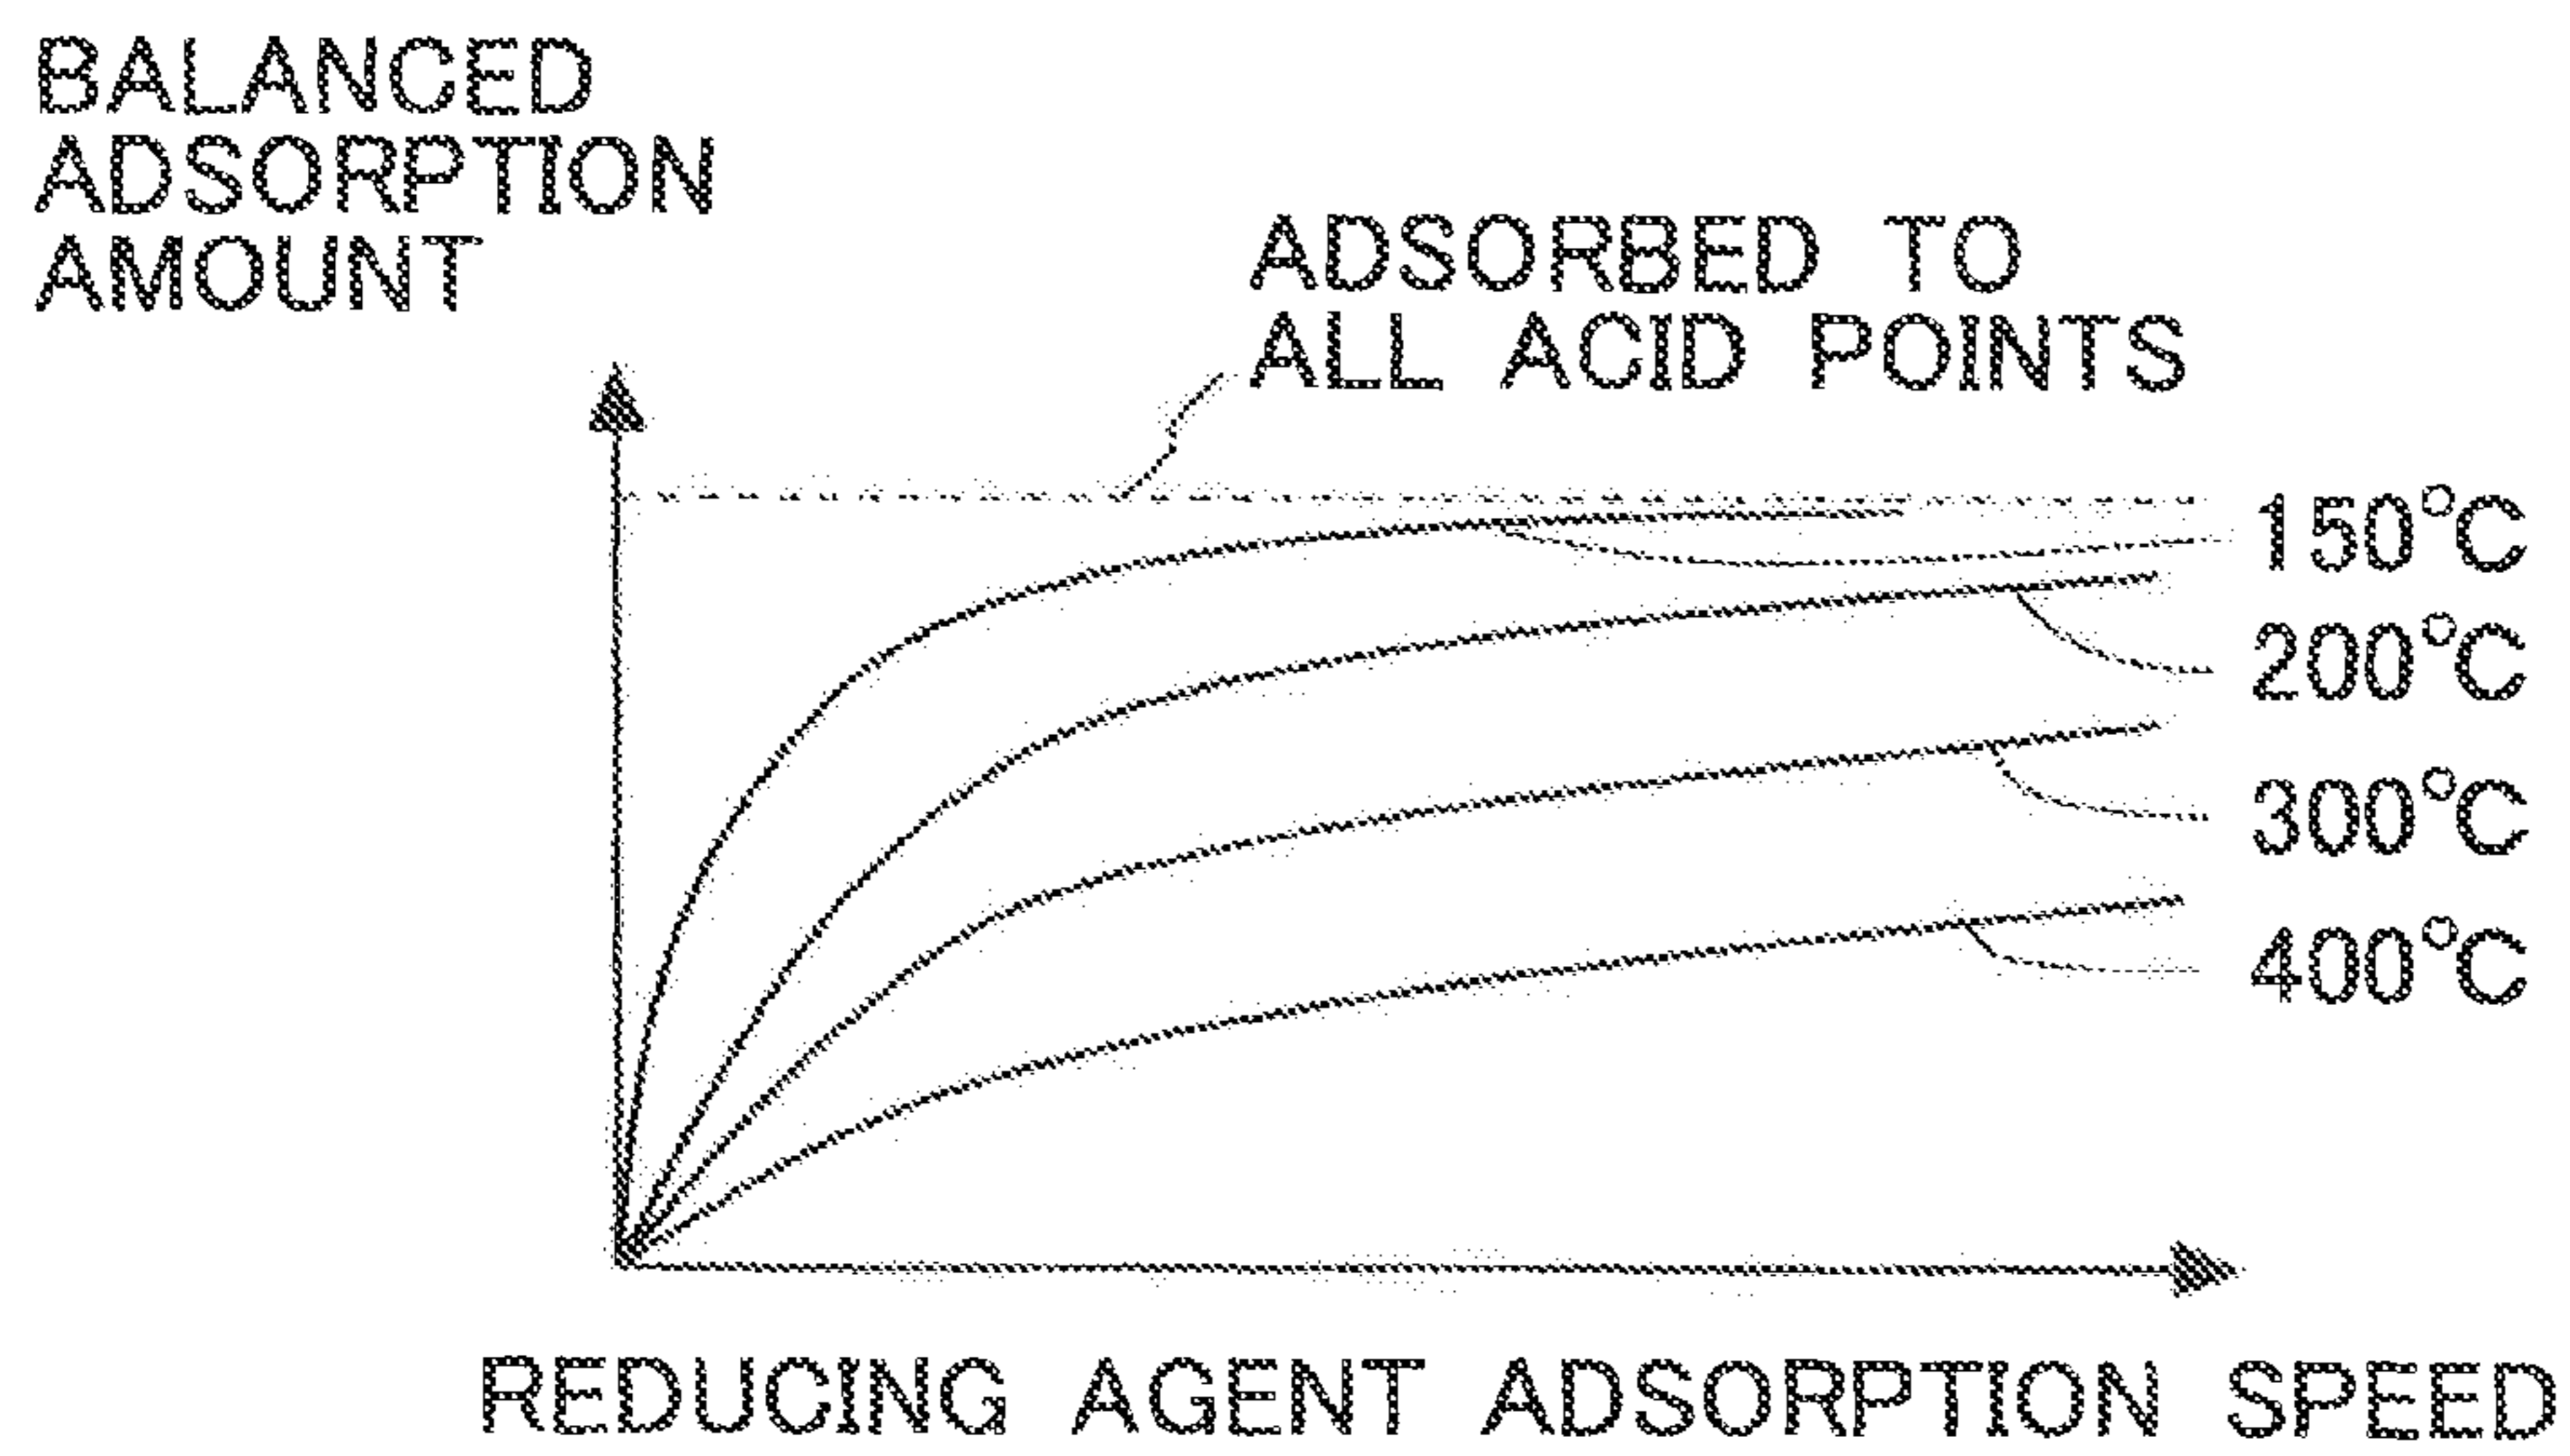 BALANCED
ADSORPTION
AMOUNT
ADSORBED TO
ALL ACID POINTS
150°C
200°C
300°C
400°C
REDUCING AGENT ADSORPTION SPEED